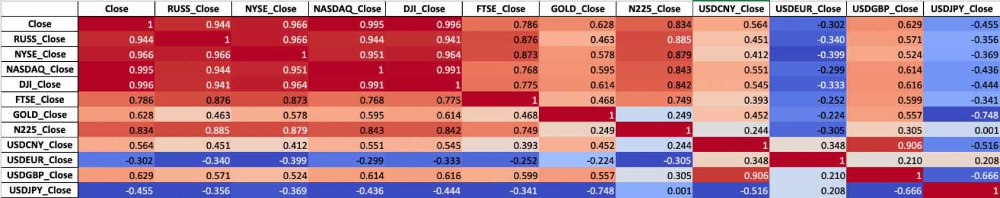 Close RUSS_Close NYSE_Close NASDAQ_Close DJI_Close FTSE_Close GOLD_Close N225_Close USDCNY_Close USDEUR_Close USDGBP_Close USDJPY_Close
Close 1 0.944 0.966 0.995 0.996 0.786 0.628 0.834 0.564 -0.302 0.629 -0.455
RUSS_Close 0.944 1 0.966 0.944 0.941 0.876 0.463 0.885 0.451 -0.340 0.571 -0.356
NYSE_Close 0.966 0.966 1 0.951 0.964 0.873 0.578 0.879 0.412 -0.399 0.524 -0.369
NASDAQ_Close 0.995 0.944 0.951 1 0.991 0.768 0.595 0.843 0.551 -0.299 0.614 -0.436
DJI_Close 0.996 0.941 0.964 0.991 1 0.775 0.614 0.842 0.545 -0.333 0.616 -0.444
FTSE_Close 0.786 0.876 0.873 0.768 0.775 1 0.468 0.749 0.393 -0.252 0.599 -0.341
GOLD_Close 0.628 0.463 0.578 0.595 0.614 0.468 1 0.249 0.452 -0.224 0.557 -0.748
N225_Close 0.834 0.885 0.879 0.843 0.842 0.749 0.249 1 0.244 -0.305 0.305 0.001
USDCNY_Close 0.564 0.451 0.412 0.551 0.545 0.393 0.452 0.244 1 0.348 0.906 -0.516
USDEUR_Close -0.302 -0.340 -0.399 -0.299 -0.333 -0.252 -0.224 -0.305 0.348 1 0.210 0.208
USDGBP_Close 0.629 0.571 0.524 0.614 0.616 0.599 0.557 0.305 0.906 0.210 1 -0.666
USDJPY_Close -0.455 -0.356 -0.369 -0.436 -0.444 -0.341 -0.748 0.001 -0.516 0.208 -0.666 1